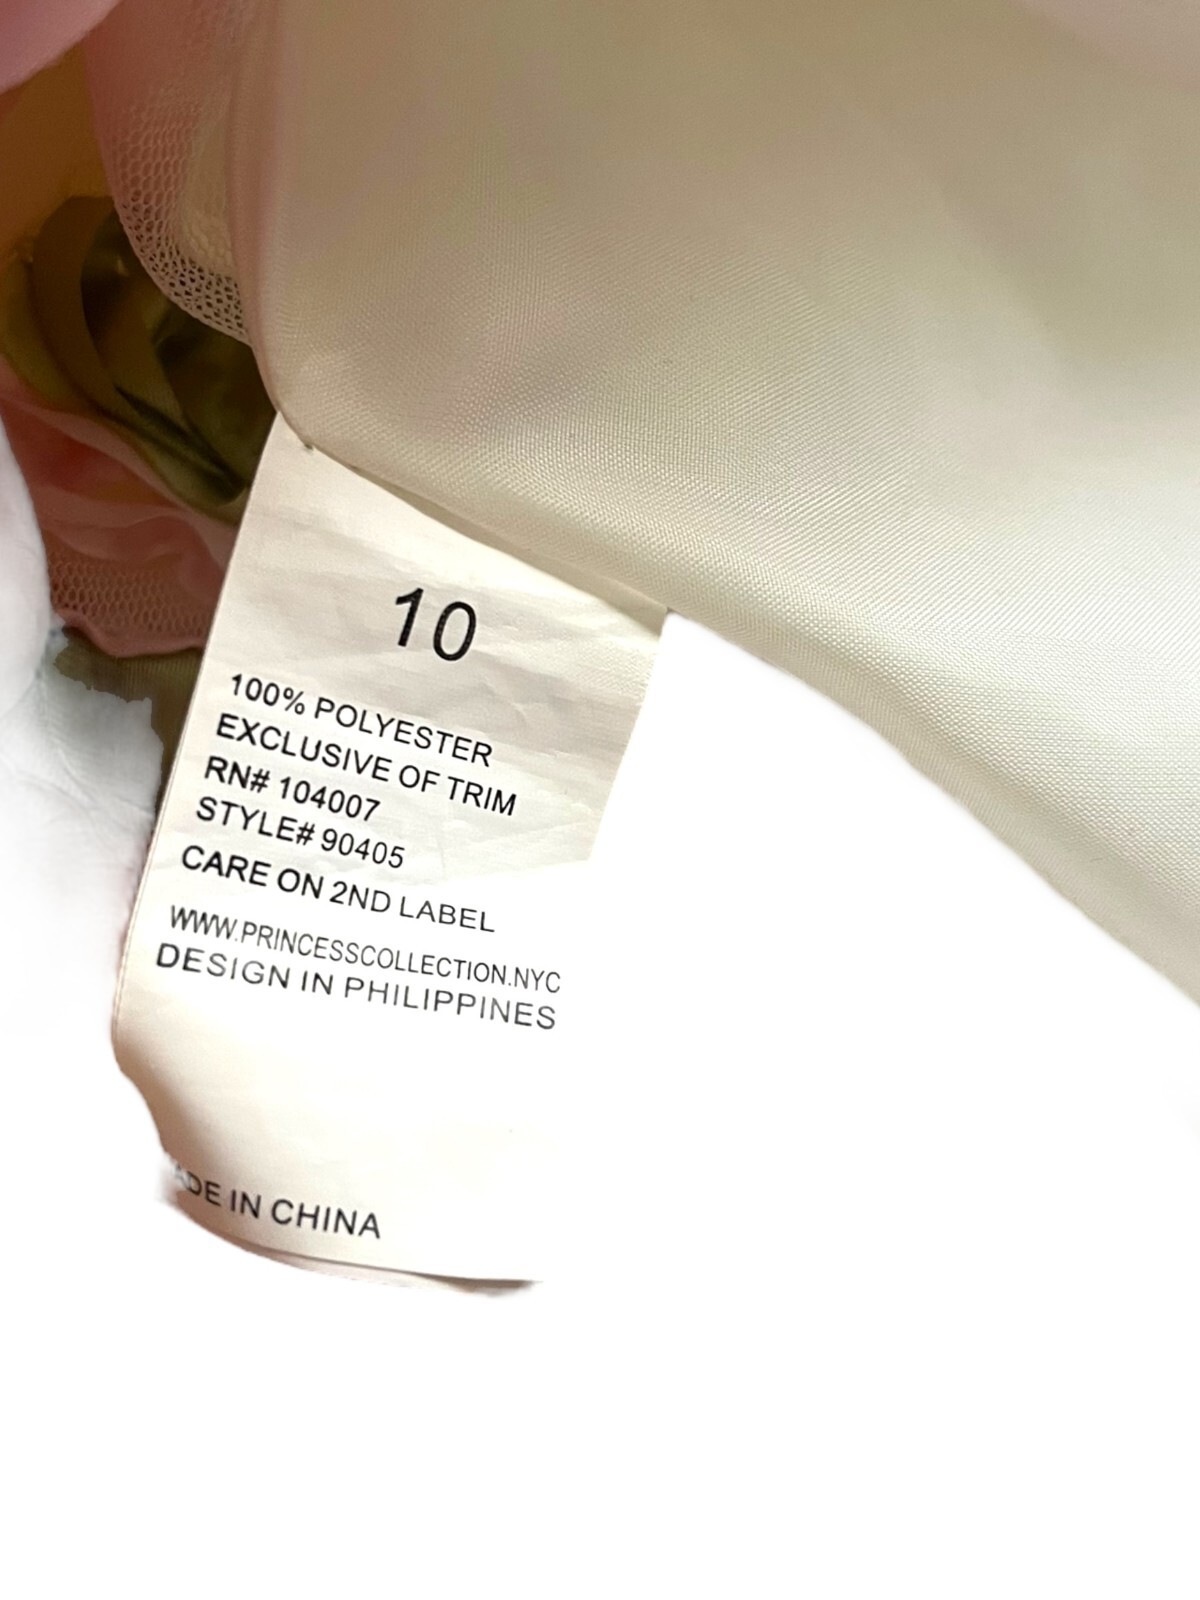 10
100% POLYESTER
EXCLUSIVE OF TRIM
RN# 104007
STYLE# 90405
CARE ON 2ND LABEL
WWW.PRINCESSCOLLECTION.NYC
DESIGN IN PHILIPPINES
ADE IN CHINA